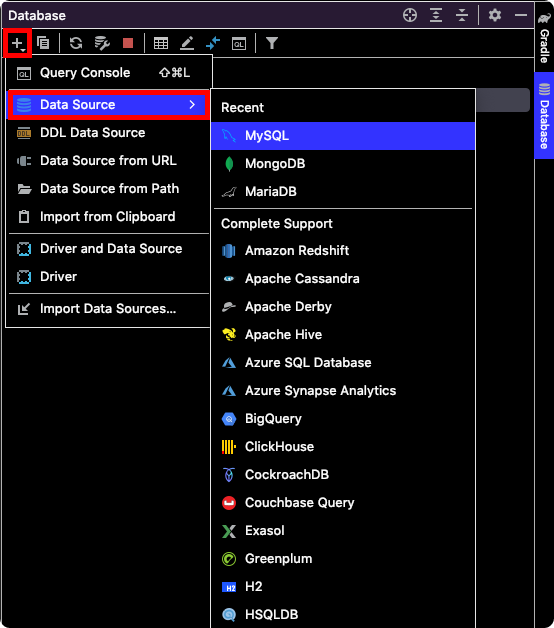 Database
Gradle
Database
Query Console ⇧⌘L
Data Source
DDL Data Source
Data Source from URL
Data Source from Path
Import from Clipboard
Driver and Data Source
Driver
Import Data Sources...
Recent
MySQL
MongoDB
MariaDB
Complete Support
Amazon Redshift
Apache Cassandra
Apache Derby
Apache Hive
Azure SQL Database
Azure Synapse Analytics
BigQuery
ClickHouse
CockroachDB
Couchbase Query
Exasol
Greenplum
H2
HSQLDB